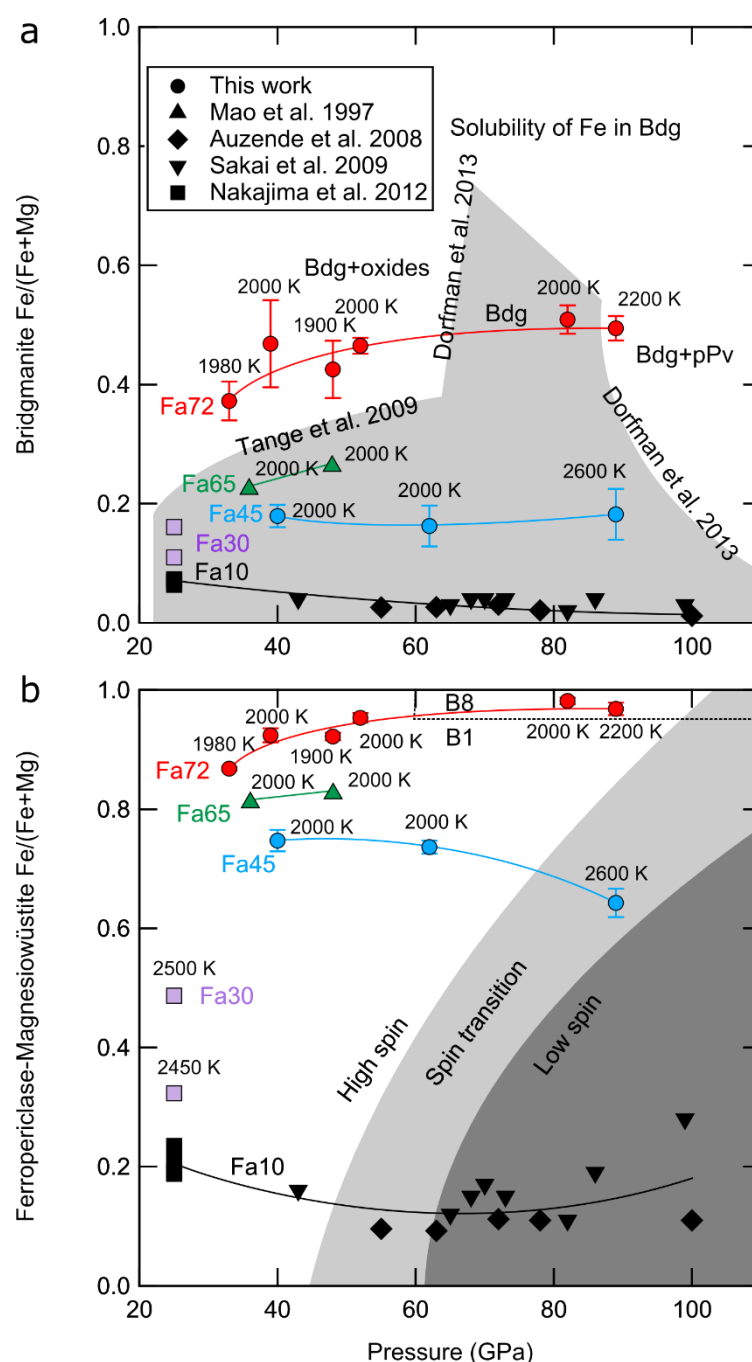 a
1.0
0.8
0.6
0.4
0.2
0.0
Bridgmanite Fe/(Fe+Mg)
This work
Mao et al. 1997
Auzende et al. 2008
Sakai et al. 2009
Nakajima et al. 2012
Solubility of Fe in Bdg
Dorfman et al. 2013
Bdg+oxides
2000 K
2000 K
1900 K
1980 K
Bdg
2000 K
2200 K
Bdg+pPv
Fa72
Tange et al. 2009
Dorfman et al. 2013
Fa65
2000 K
2000 K
Fa45
2000 K
2000 K
2600 K
Fa30
Fa10
20
40
60
80
100
b
1.0
0.8
0.6
0.4
0.2
0.0
Ferropericlase-Magnesiowüstite Fe/(Fe+Mg)
B8
B1
2000 K
1980 K
1900 K
2000 K
2000 K
2200 K
Fa72
2000 K
2000 K
Fa65
Fa45
2000 K
2000 K
2600 K
2500 K
Fa30
2450 K
High spin
Spin transition
Low spin
Fa10
20
40
60
80
100
Pressure (GPa)